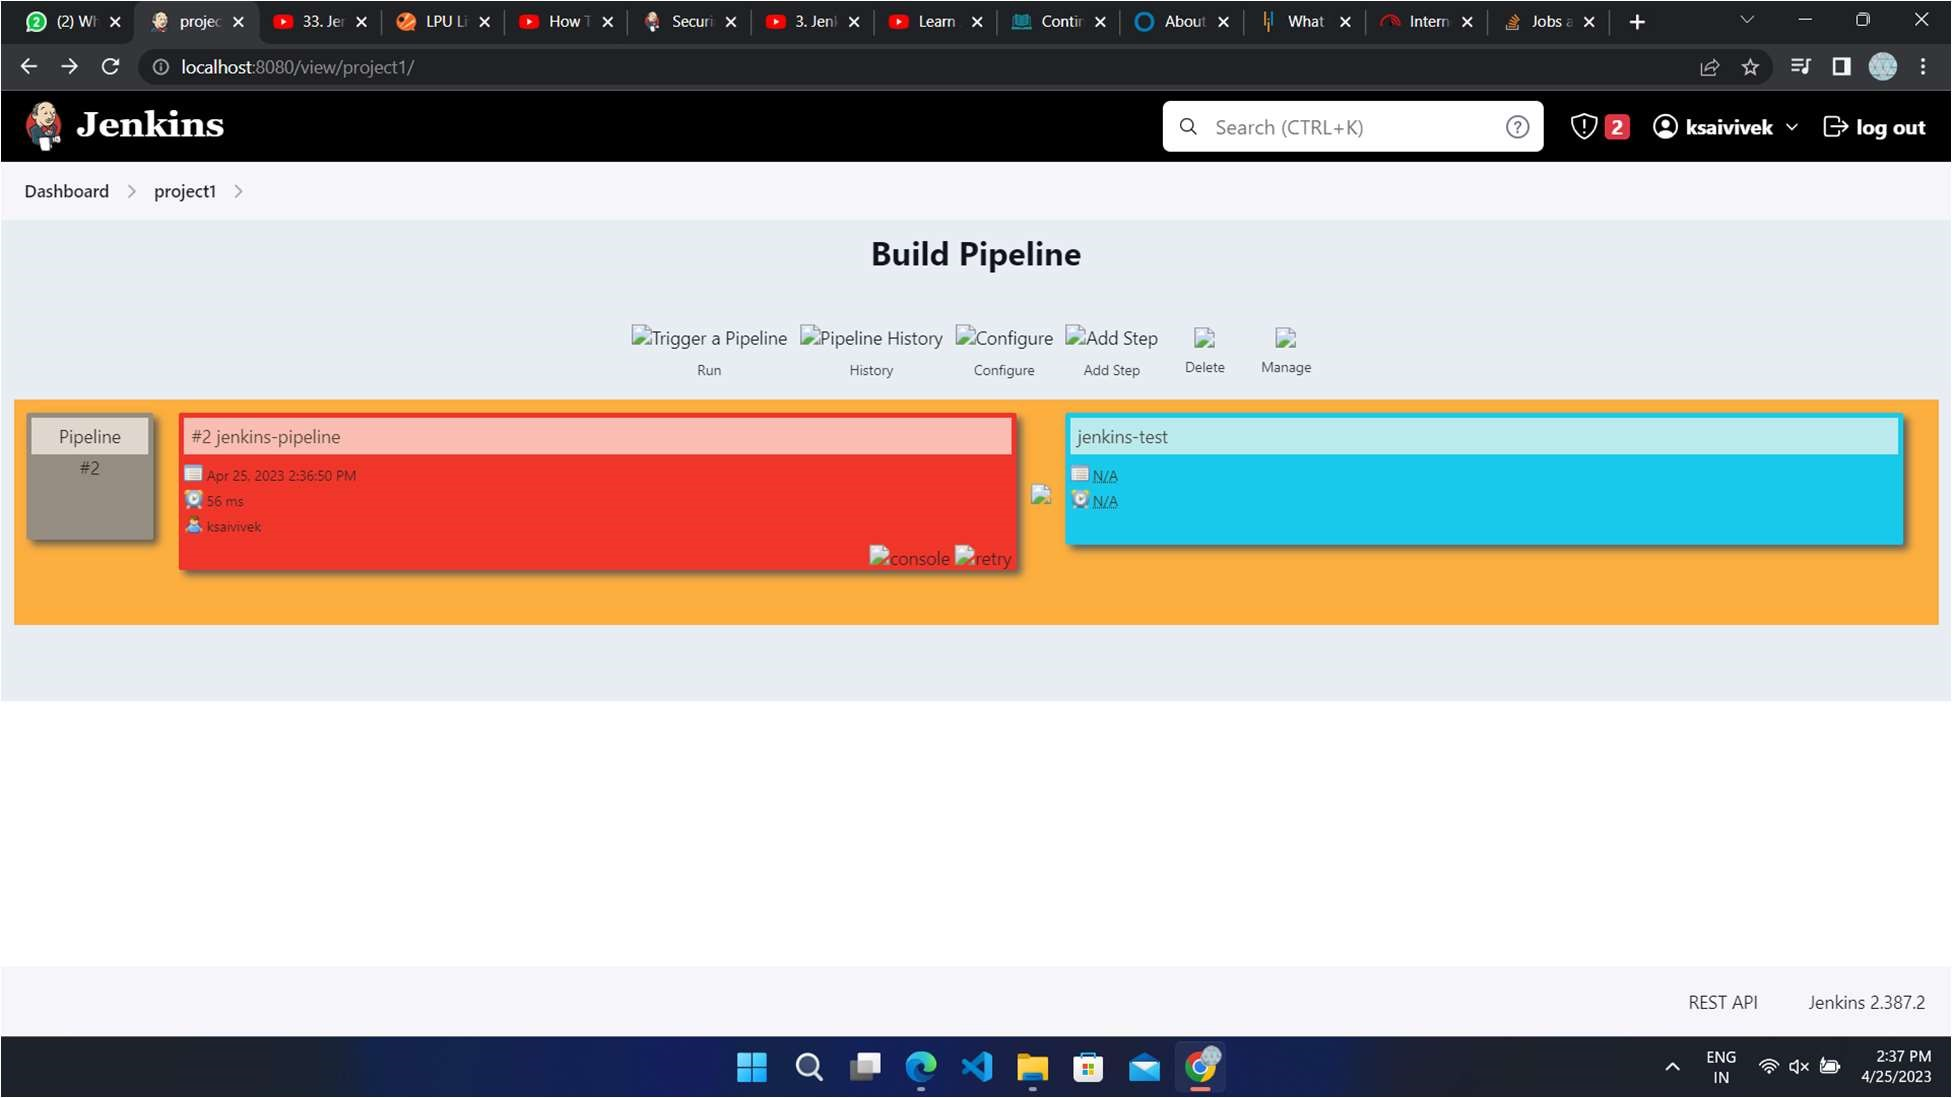 (2) Wh
projec
33. Jer
LPU Li
How T
Securi
3. Jenk
Learn
Contin
About
What
Intern
Jobs a
localhost:8080/view/project1/
Jenkins
Search (CTRL+K)
2
ksaivivek
log out
Dashboard
project1
Build Pipeline
Trigger a Pipeline
Pipeline History
Configure
Add Step
Run
History
Configure
Add Step
Delete
Manage
Pipeline
#2
#2 jenkins-pipeline
Apr 25, 2023 2:36:50 PM
56 ms
ksaivivek
console
retry
jenkins-test
N/A
N/A
REST API
Jenkins 2.387.2
ENG
IN
2:37 PM
4/25/2023